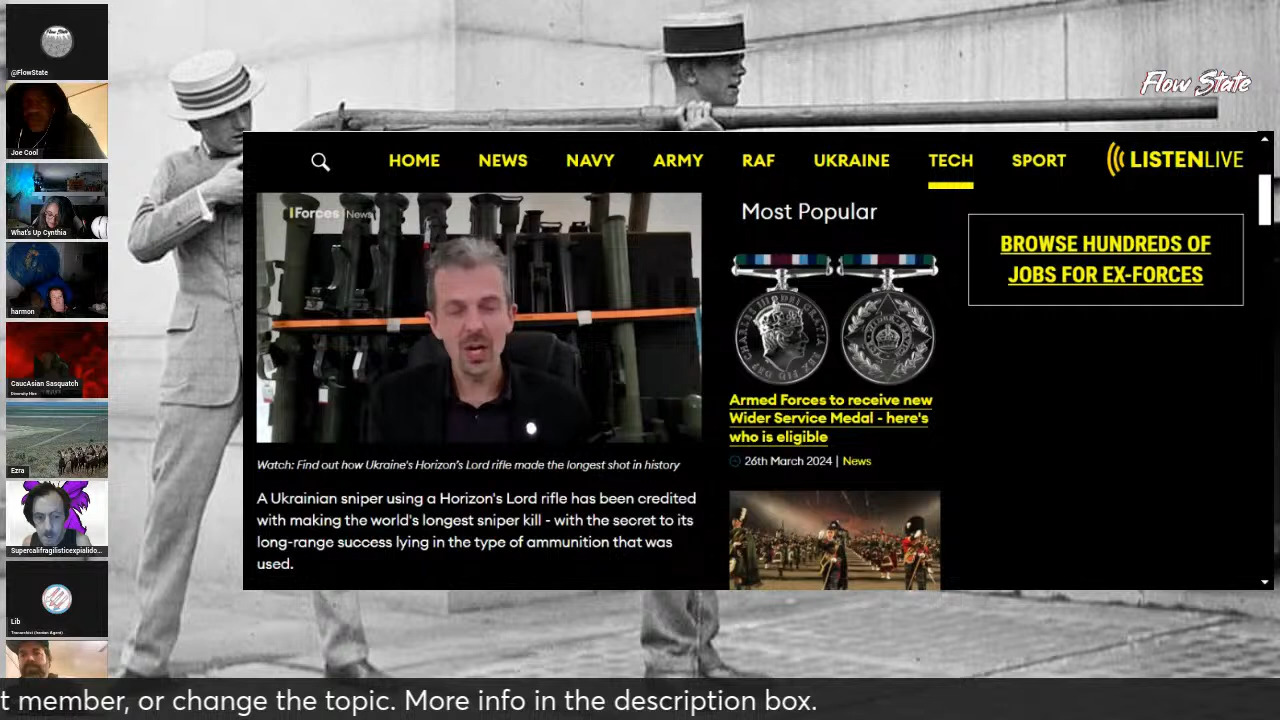 @FlowState
Joe Cool
What's Up Cynthia
harmon
CaucAsian Sasquatch
Diversity Hire
Ezra
Supercalifragilisticexpialido...
Lib
Flow State
HOME NEWS NAVY ARMY RAF UKRAINE TECH SPORT LISTENLIVE
Forces News
Most Popular
BROWSE HUNDREDS OF
JOBS FOR EX-FORCES
Armed Forces to receive new
Wider Service Medal - here's
who is eligible
26th March 2024 | News
Watch: Find out how Ukraine's Horizon's Lord rifle made the longest shot in history
A Ukrainian sniper using a Horizon's Lord rifle has been credited
with making the world's longest sniper kill - with the secret to its
long-range success lying in the type of ammunition that was
used.
t member, or change the topic. More info in the description box.